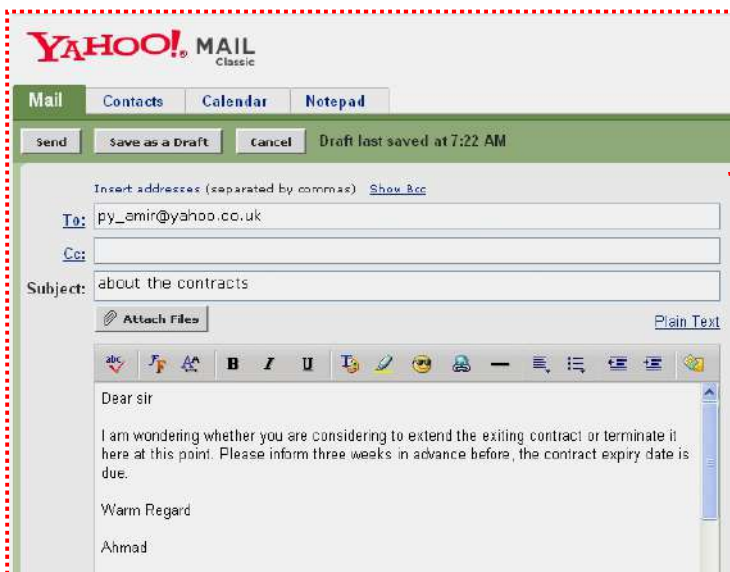 YAHOO! MAIL
Classic
Mail Contacts Calendar Notepad
Send Save as a Draft Cancel Draft last saved at 7:22 AM
Insert addresses (separated by commas) Show Bcc
To: py_amir@yahoo.co.uk
Cc:
Subject: about the contracts
Attach Files Plain Text
abc F F A B I U T
Dear sir
I am wondering whether you are considering to extend the exiting contract or terminate it
here at this point. Please inform three weeks in advance before, the contract expiry date is
due.
Warm Regard
Ahmad